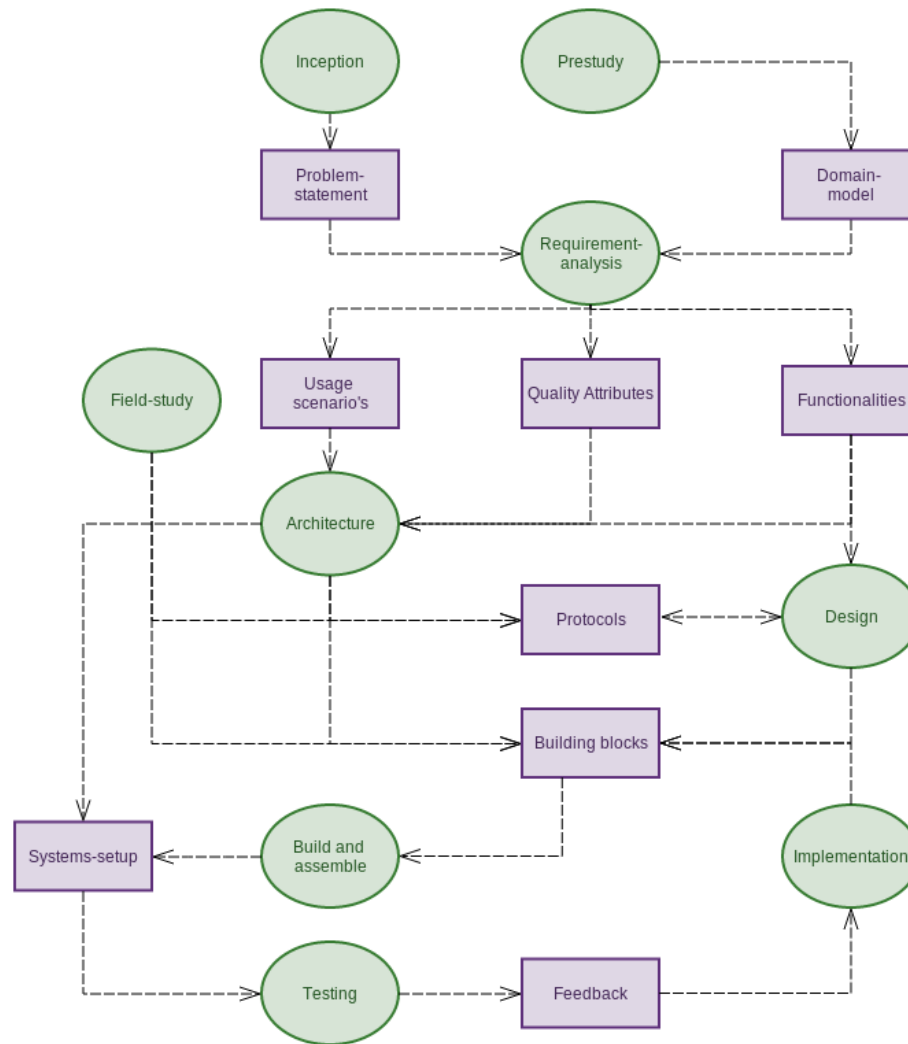 Inception
Prestudy
Problem-
statement
Domain-
model
Requirement-
analysis
Usage
scenario's
Quality Attributes
Functionalities
Field-study
Architecture
Protocols
Design
Building blocks
Systems-setup
Build and
assemble
Implementation
Testing
Feedback